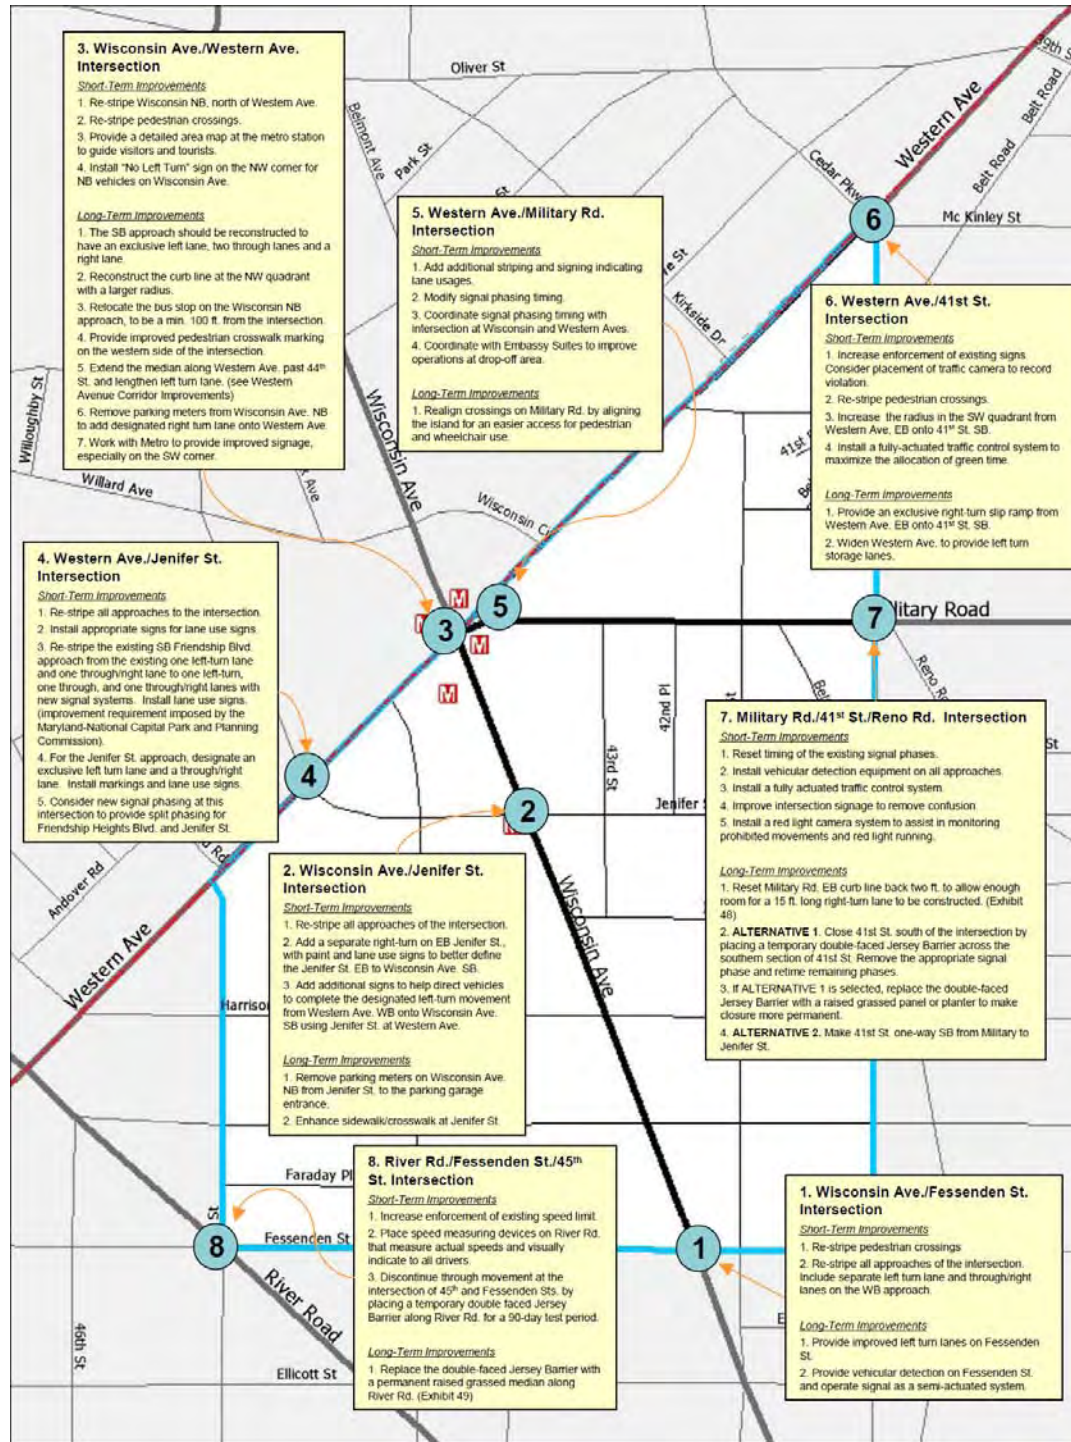 3. Wisconsin Ave./Western Ave.
Intersection
Short-Term Improvements
1. Re-stripe Wisconsin NB, north of Western Ave.
2. Re-stripe pedestrian crossings.
3. Provide a detailed area map at the metro station
to guide visitors and tourists.
4. Install "No Left Turn" sign on the NW corner for
NB vehicles on Wisconsin Ave.
Long-Term Improvements
1. The SB approach should be reconstructed to
have an exclusive left lane, two through lanes and a
right lane.
2. Reconstruct the curb line at the NW quadrant
with a larger radius.
3. Relocate the bus stop on the Wisconsin NB
approach, to be a min. 100 ft. from the intersection.
4. Provide improved pedestrian crosswalk marking
on the western side of the intersection.
5. Extend the median along Western Ave. past 44th
St. and lengthen left turn lane. (see Western
Avenue Corridor Improvements)
6. Remove parking meters from Wisconsin Ave. NB
to add designated right turn lane onto Western Ave.
7. Work with Metro to provide improved signage,
especially on the SW corner.
5. Western Ave./Military Rd.
Intersection
Short-Term Improvements
1. Add additional striping and signing indicating
lane usages.
2. Modify signal phasing timing.
3. Coordinate signal phasing timing with
intersection at Wisconsin and Western Aves.
4. Coordinate with Embassy Suites to improve
operations at drop-off area.
Long-Term Improvements
1. Realign crossings on Military Rd. by aligning
the island for an easier access for pedestrian
and wheelchair use.
6. Western Ave./41st St.
Intersection
Short-Term Improvements
1. Increase enforcement of existing signs.
Consider placement of traffic camera to record
violation.
2. Re-stripe pedestrian crossings.
3. Increase the radius in the SW quadrant from
Western Ave. EB onto 41st St. SB.
4. Install a fully-actuated traffic control system to
maximize the allocation of green time.
Long-Term Improvements
1. Provide an exclusive right-turn slip ramp from
Western Ave. EB onto 41st St. SB.
2. Widen Western Ave. to provide left turn
storage lanes.
4. Western Ave./Jenifer St.
Intersection
Short-Term Improvements
1. Re-stripe all approaches to the intersection.
2. Install appropriate signs for lane use signs.
3. Re-stripe the existing SB Friendship Blvd.
approach from the existing one left-turn lane
and one through/right lane to one left-turn,
one through, and one through/right lanes with
new signal systems. Install lane use signs.
(improvement requirement imposed by the
Maryland-National Capital Park and Planning
Commission).
4. For the Jenifer St. approach, designate an
exclusive left turn lane and a through/right
lane. Install markings and lane use signs.
5. Consider new signal phasing at this
intersection to provide split phasing for
Friendship Heights Blvd. and Jenifer St.
7. Military Rd./41st St./Reno Rd. Intersection
Short-Term Improvements
1. Reset timing of the existing signal phases.
2. Install vehicular detection equipment on all approaches.
3. Install a fully actuated traffic control system.
4. Improve intersection signage to remove confusion.
5. Install a red light camera system to assist in monitoring
prohibited movements and red light running.
Long-Term Improvements
1. Reset Military Rd. EB curb line back two ft. to allow enough
room for a 15 ft. long right-turn lane to be constructed. (Exhibit
48)
2. ALTERNATIVE 1. Close 41st St. south of the intersection by
placing a temporary double-faced Jersey Barrier across the
southern section of 41st St. Remove the appropriate signal
phase and retime remaining phases.
3. If ALTERNATIVE 1 is selected, replace the double-faced
Jersey Barrier with a raised grassed panel or planter to make
closure more permanent.
4. ALTERNATIVE 2. Make 41st St. one-way SB from Military to
Jenifer St.
2. Wisconsin Ave./Jenifer St.
Intersection
Short-Term Improvements
1. Re-stripe all approaches of the intersection.
2. Add a separate right-turn on EB Jenifer St.,
with paint and lane use signs to better define
the Jenifer St. EB to Wisconsin Ave. SB.
3. Add additional signs to help direct vehicles
to complete the designated left-turn movement
from Western Ave. WB onto Wisconsin Ave.
SB using Jenifer St. at Western Ave.
Long-Term Improvements
1. Remove parking meters on Wisconsin Ave.
NB from Jenifer St. to the parking garage
entrance.
2. Enhance sidewalk/crosswalk at Jenifer St.
8. River Rd./Fessenden St./45th
St. Intersection
Short-Term Improvements
1. Increase enforcement of existing speed limit.
2. Place speed measuring devices on River Rd.
that measure actual speeds and visually
indicate to all drivers.
3. Discontinue through movement at the
intersection of 45th and Fessenden Sts. by
placing a temporary double faced Jersey
Barrier along River Rd. for a 90-day test period.
Long-Term Improvements
1. Replace the double-faced Jersey Barrier with
a permanent raised grassed median along
River Rd. (Exhibit 49)
1. Wisconsin Ave./Fessenden St.
Intersection
Short-Term Improvements
1. Re-stripe pedestrian crossings
2. Re-stripe all approaches of the intersection.
Include separate left turn lane and through/right
lanes on the WB approach.
Long-Term Improvements
1. Provide improved left turn lanes on Fessenden
St.
2. Provide vehicular detection on Fessenden St.
and operate signal as a semi-actuated system.
Oliver St
Belmont Ave
Park St
Western Ave
39th S
Belt Road
Belt Road
Cedar Pkw
Mc Kinley St
Kirkside Dr
Willoughby St
Willard Ave
Wisconsin Ave
Wisconsin Ci
41st
itary Road
Reno Ro
42nd Pl
43rd St
Jenifer S
St
Andover Rd
Western Ave
Harrison
Wisconsin Ave
Faraday Pl
Fessenden St
St
River Road
46th St
Ellicott St
E
M
M
M
M
M
1
2
3
4
5
6
7
8